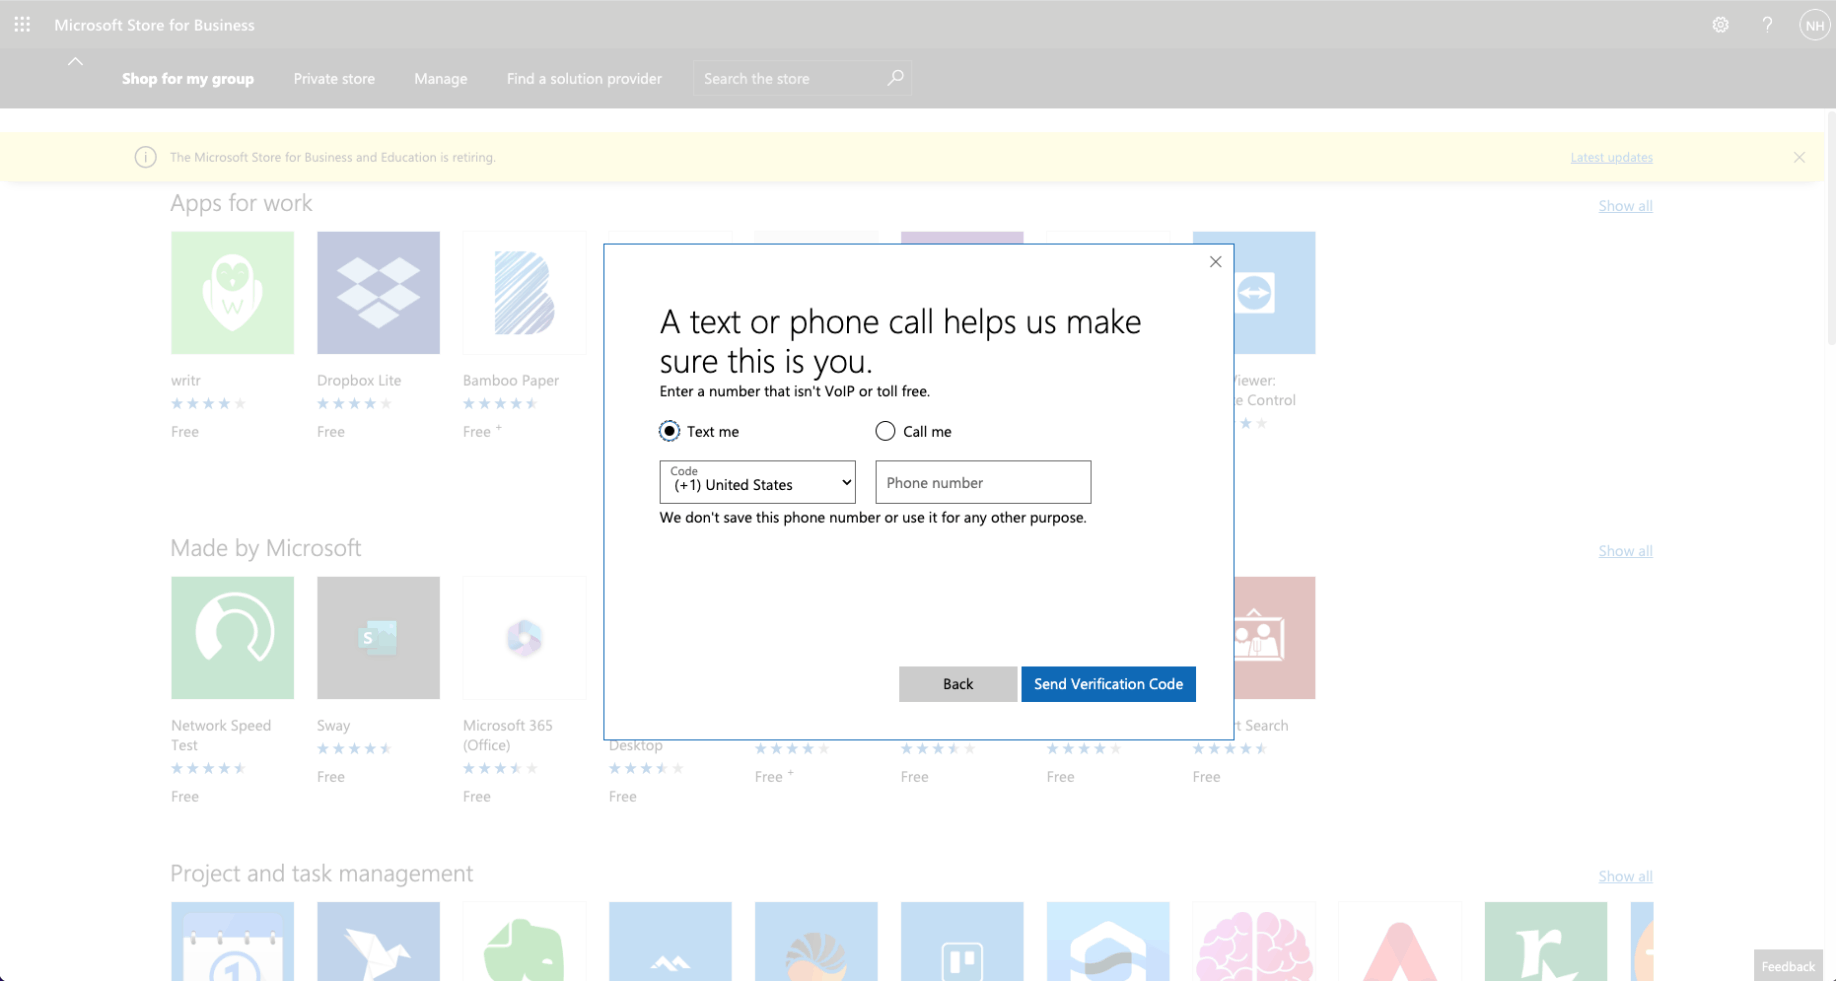 Microsoft Store for Business
?
NH
Shop for my group
Private store
Manage
Find a solution provider
Search the store
The Microsoft Store for Business and Education is retiring.
Latest updates
Apps for work
Show all
W
writr
Dropbox Lite
Bamboo Paper
Viewer:
Control
Free
Free
Free +
A text or phone call helps us make
sure this is you.
Enter a number that isn't VoIP or toll free.
Text me
Call me
Code
(+1) United States
Phone number
We don't save this phone number or use it for any other purpose.
Back
Send Verification Code
Made by Microsoft
Show all
S
Network Speed
Test
Sway
Microsoft 365
(Office)
Desktop
Search
Free
Free
Free
Free
Free +
Free
Free
Free
Project and task management
Show all
1
r
Feedback